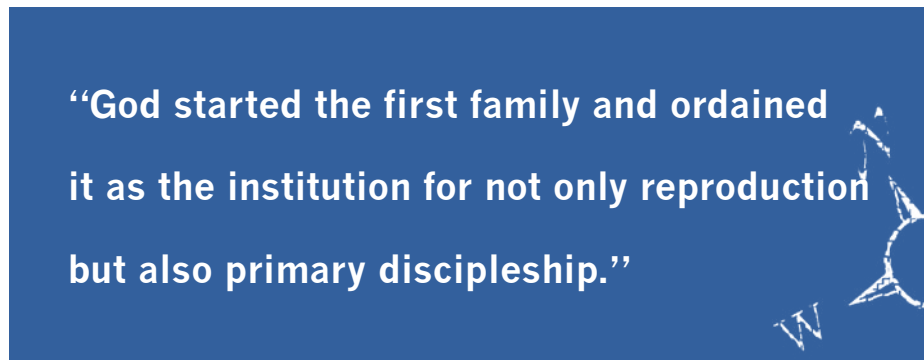 “God started the first family and ordained
it as the institution for not only reproduction
but also primary discipleship.”
N
W